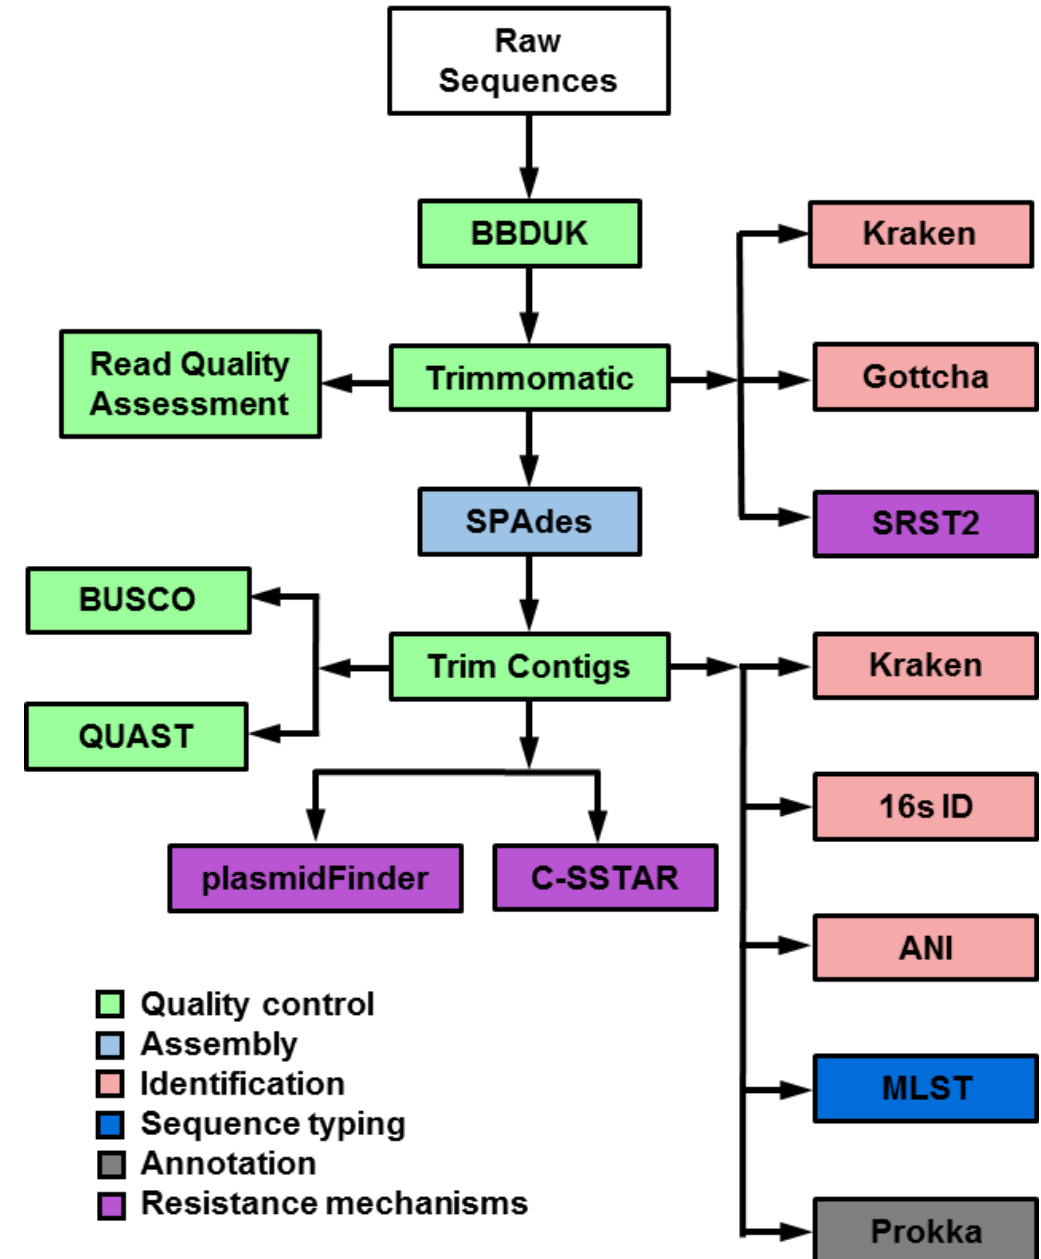 Raw
Sequences
BBDUK
Kraken
Read Quality
Assessment
Trimmomatic
Gottcha
SPAdes
SRST2
BUSCO
Trim Contigs
Kraken
QUAST
16s ID
plasmidFinder
C-SSTAR
ANI
Quality control
Assembly
Identification
Sequence typing
Annotation
Resistance mechanisms
MLST
Prokka